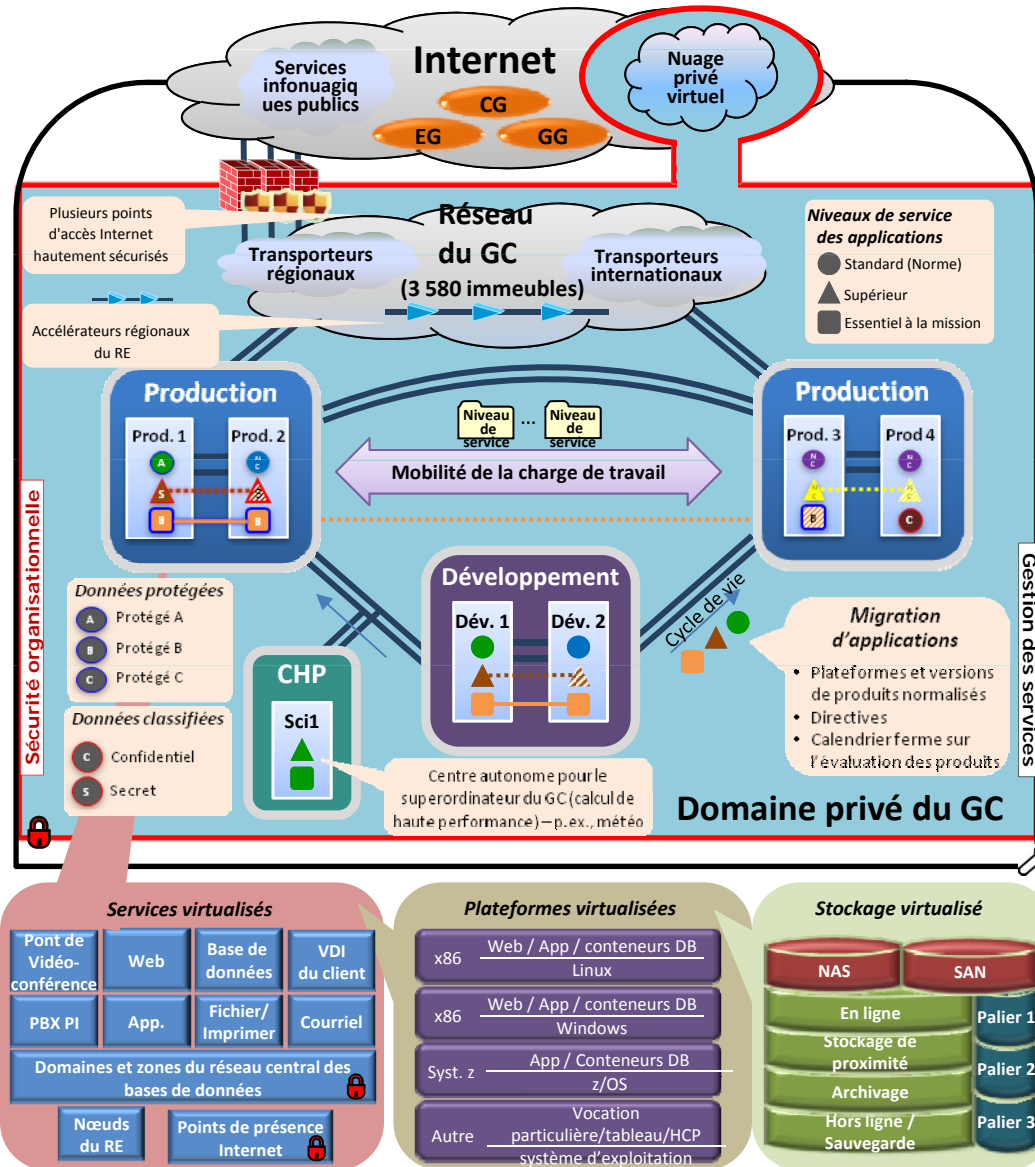 Internet
Services
infonuagiq
ues publics
Nuage
privé
virtuel
CG
EG
GG
Plusieurs points
d'accès Internet
hautement sécurisés
Réseau
du GC
(3 580 immeubles)
Transporteurs
régionaux
Transporteurs
internationaux
Niveaux de service
des applications
Standard (Norme)
Supérieur
Essentiel à la mission
Accélérateurs régionaux
du RE
Production
Prod. 1
Prod. 2
A
N
C
S
S
B
B
Niveau
de
service
...
Niveau
de
service
Mobilité de la charge de travail
Production
Prod. 3
Prod 4
N
C
N
C
N
C
N
C
B
C
Sécurité organisationnelle
Gestion des services
Données protégées
A Protégé A
B Protégé B
C Protégé C
Données classifiées
C Confidentiel
S Secret
Développement
Dév. 1
Dév. 2
Cycle de vie
CHP
Sci1
Centre autonome pour le
superordinateur du GC (calcul de
haute performance) – p.ex., météo
Migration
d'applications
• Plateformes et versions
de produits normalisés
• Directives
• Calendrier ferme sur
l'évaluation des produits
Domaine privé du GC
Services virtualisés
Pont de
Vidéo-
conférence
Web
Base de
données
VDI
du client
PBX PI
App.
Fichier/
Imprimer
Courriel
Domaines et zones du réseau central des
bases de données
Nœuds
du RE
Points de présence
Internet
Plateformes virtualisées
x86
Web / App / conteneurs DB
Linux
x86
Web / App / conteneurs DB
Windows
Syst. z
App / Conteneurs DB
z/OS
Autre
Vocation
particulière/tableau/HCP
système d'exploitation
Stockage virtualisé
NAS
SAN
En ligne
Palier 1
Stockage de
proximité
Palier 2
Archivage
Hors ligne /
Sauvegarde
Palier 3